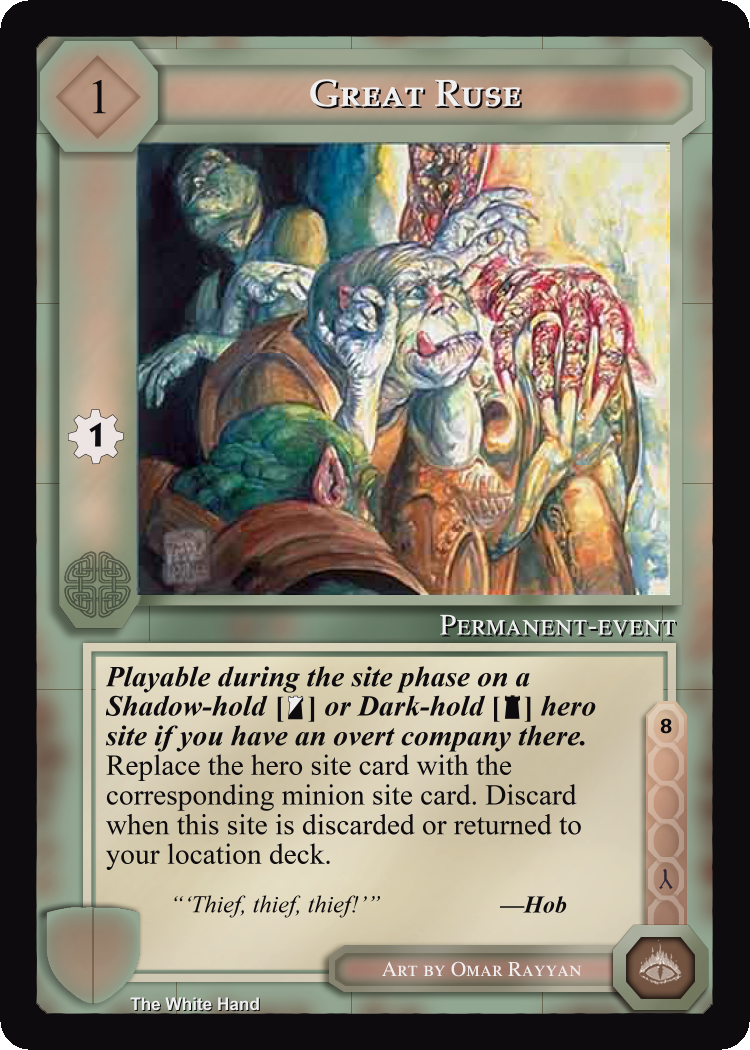 1
Great Ruse
1
Permanent-event
Playable during the site phase on a
Shadow-hold [] or Dark-hold [] hero
site if you have an overt company there.
Replace the hero site card with the
corresponding minion site card. Discard
when this site is discarded or returned to
your location deck.
8
“‘Thief, thief, thief!’” —Hob
Art by Omar Rayyan
The White Hand